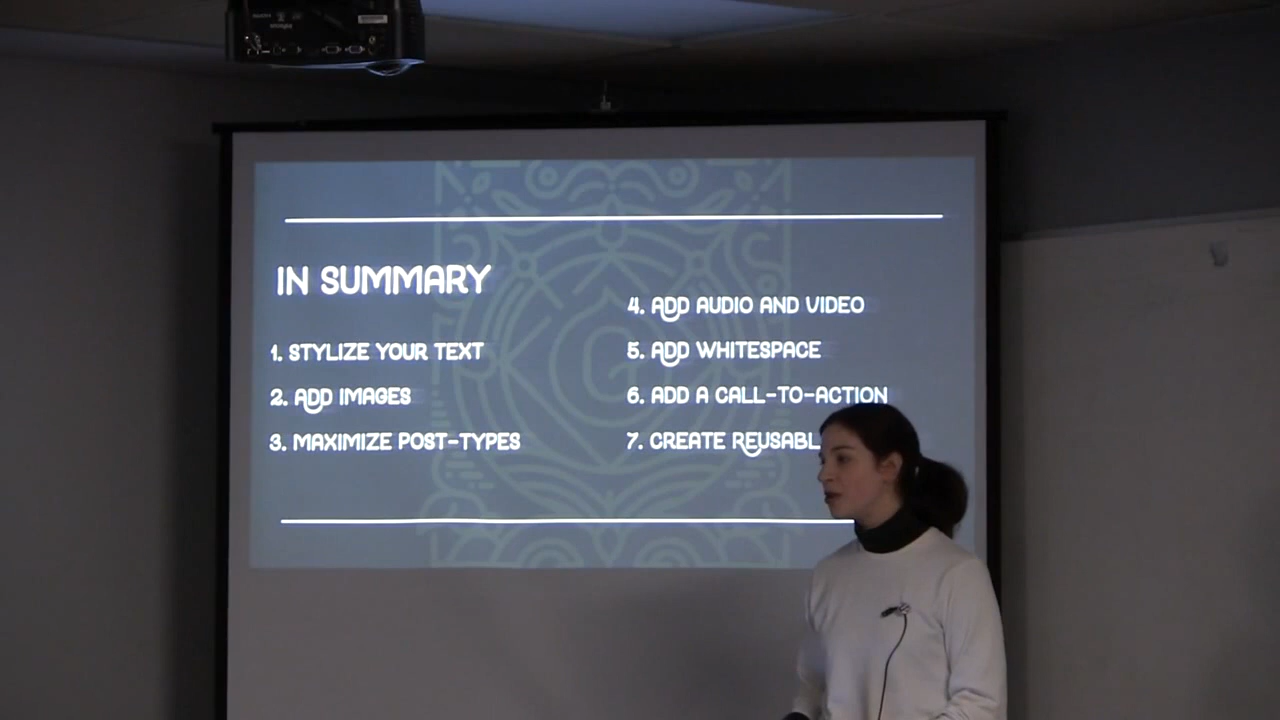 IN SUMMARY
1. STYLIZE YOUR TEXT
2. ADD IMAGES
3. MAXIMIZE POST-TYPES
4. ADD AUDIO AND VIDEO
5. ADD WHITESPACE
6. ADD A CALL-TO-ACTION
7. CREATE REUSABL
G